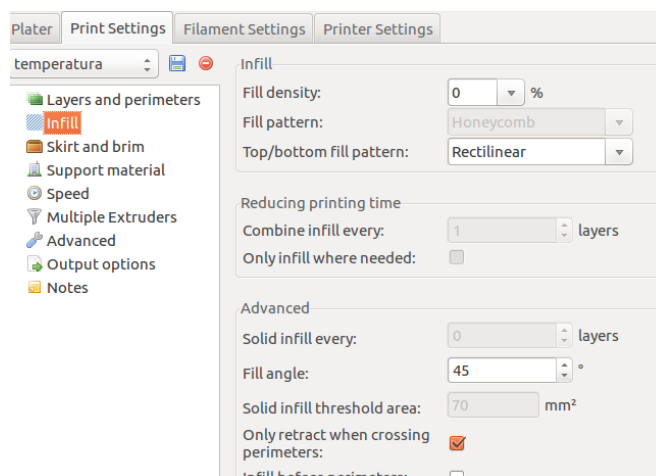 Plater Print Settings Filament Settings Printer Settings
temperatura
Layers and perimeters
Infill
Skirt and brim
Support material
Speed
Multiple Extruders
Advanced
Output options
Notes
Infill
Fill density: 0 %
Fill pattern: Honeycomb
Top/bottom fill pattern: Rectilinear
Reducing printing time
Combine infill every: 1 layers
Only infill where needed:
Advanced
Solid infill every: 0 layers
Fill angle: 45 °
Solid infill threshold area: 70 mm²
Only retract when crossing
perimeters:
Infill before perimeters: